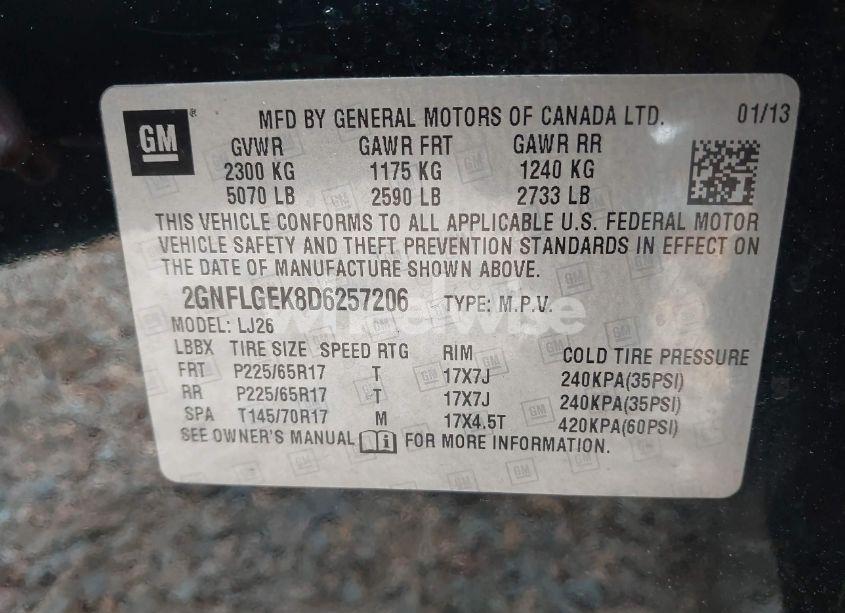 GM
MFD BY GENERAL MOTORS OF CANADA LTD. 01/13
GVWR GAWR FRT GAWR RR
2300 KG 1175 KG 1240 KG
5070 LB 2590 LB 2733 LB
THIS VEHICLE CONFORMS TO ALL APPLICABLE U.S. FEDERAL MOTOR
VEHICLE SAFETY AND THEFT PREVENTION STANDARDS IN EFFECT ON
THE DATE OF MANUFACTURE SHOWN ABOVE.
2GNFLGEK8D6257206 TYPE: M.P.V.
MODEL: LJ26
LBBX TIRE SIZE SPEED RTG RIM COLD TIRE PRESSURE
FRT P225/65R17 T 17X7J 240KPA(35PSI)
RR P225/65R17 T 17X7J 240KPA(35PSI)
SPA T145/70R17 M 17X4.5T 420KPA(60PSI)
SEE OWNER'S MANUAL FOR MORE INFORMATION.